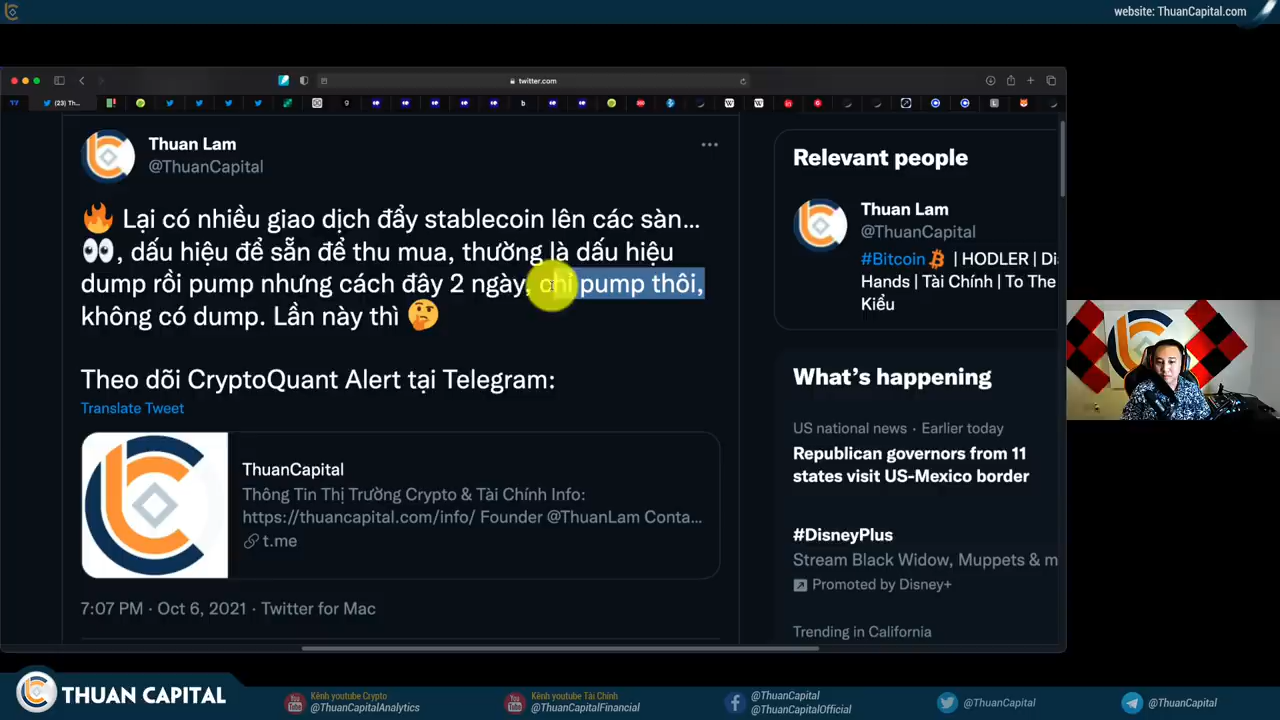 website: ThuanCapital.com
twitter.com
(23) Th...
Thuan Lam
@ThuanCapital
🔥 Lại có nhiều giao dịch đẩy stablecoin lên các sàn...
👀, dấu hiệu để sẵn để thu mua, thường là dấu hiệu
dump rồi pump nhưng cách đây 2 ngày, chỉ pump thôi,
không có dump. Lần này thì 🤔
Theo dõi CryptoQuant Alert tại Telegram:
Translate Tweet
ThuanCapital
Thông Tin Thị Trường Crypto & Tài Chính Info:
https://thuancapital.com/info/ Founder @ThuanLam Conta...
t.me
7:07 PM · Oct 6, 2021 · Twitter for Mac
Relevant people
Thuan Lam
@ThuanCapital
#Bitcoin | HODLER | Di
Hands | Tài Chính | To The
Kiều
What's happening
US national news · Earlier today
Republican governors from 11
states visit US-Mexico border
#DisneyPlus
Stream Black Widow, Muppets & m
Promoted by Disney+
Trending in California
THUAN CAPITAL
Kênh youtube Crypto
@ThuanCapitalAnalytics
Kênh youtube Tài Chính
@ThuanCapitalFinancial
@ThuanCapital
@ThuanCapitalOfficial
@ThuanCapital
@ThuanCapital